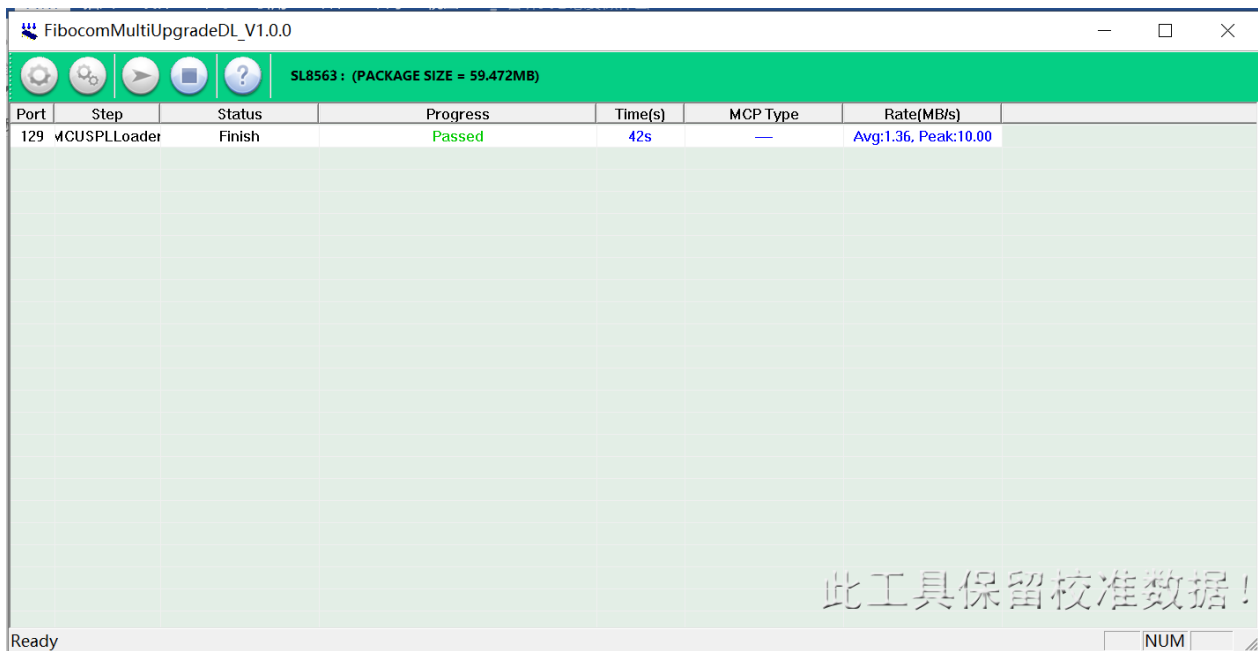 FibocomMultiUpgradeDL_V1.0.0
SL8563 : (PACKAGE SIZE = 59.472MB)
Port Step Status Progress Time(s) MCP Type Rate(MB/s)
129 MCUSPLLoader Finish Passed 42s — Avg:1.36, Peak:10.00
此工具保留校准数据!
Ready NUM